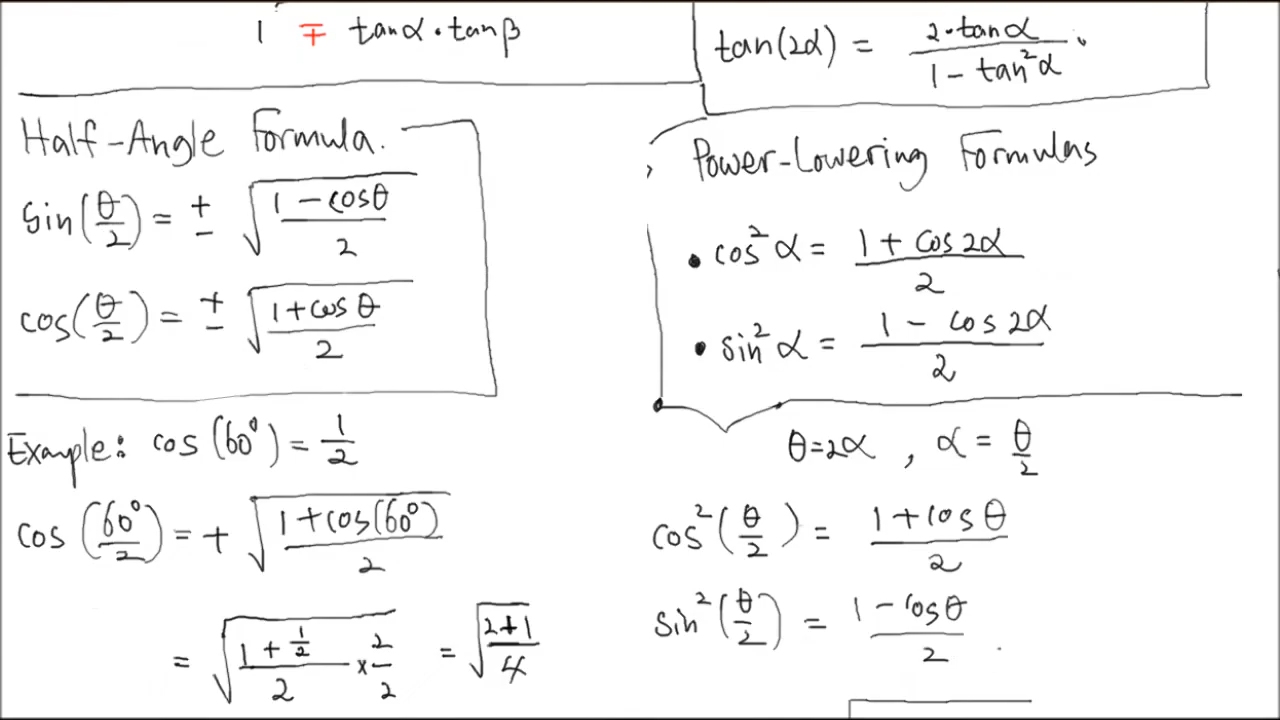 1 ∓ tanα · tanβ
tan(2α) = 2·tanα / 1 - tan²α
Half-Angle Formula.
sin(θ/2) = ± √(1 - cosθ / 2)
cos(θ/2) = ± √(1 + cos θ / 2)
Power-Lowering Formulas
• cos² α = 1 + cos 2α / 2
• sin² α = 1 - cos 2α / 2
Example: cos (60°) = 1/2
cos (60°/2) = + √(1 + cos(60°) / 2)
= √(1 + 1/2 / 2 × 2/2) = √(2+1 / 4)
θ = 2α , α = θ/2
cos² (θ/2) = 1 + cos θ / 2
sin² (θ/2) = 1 - cos θ / 2